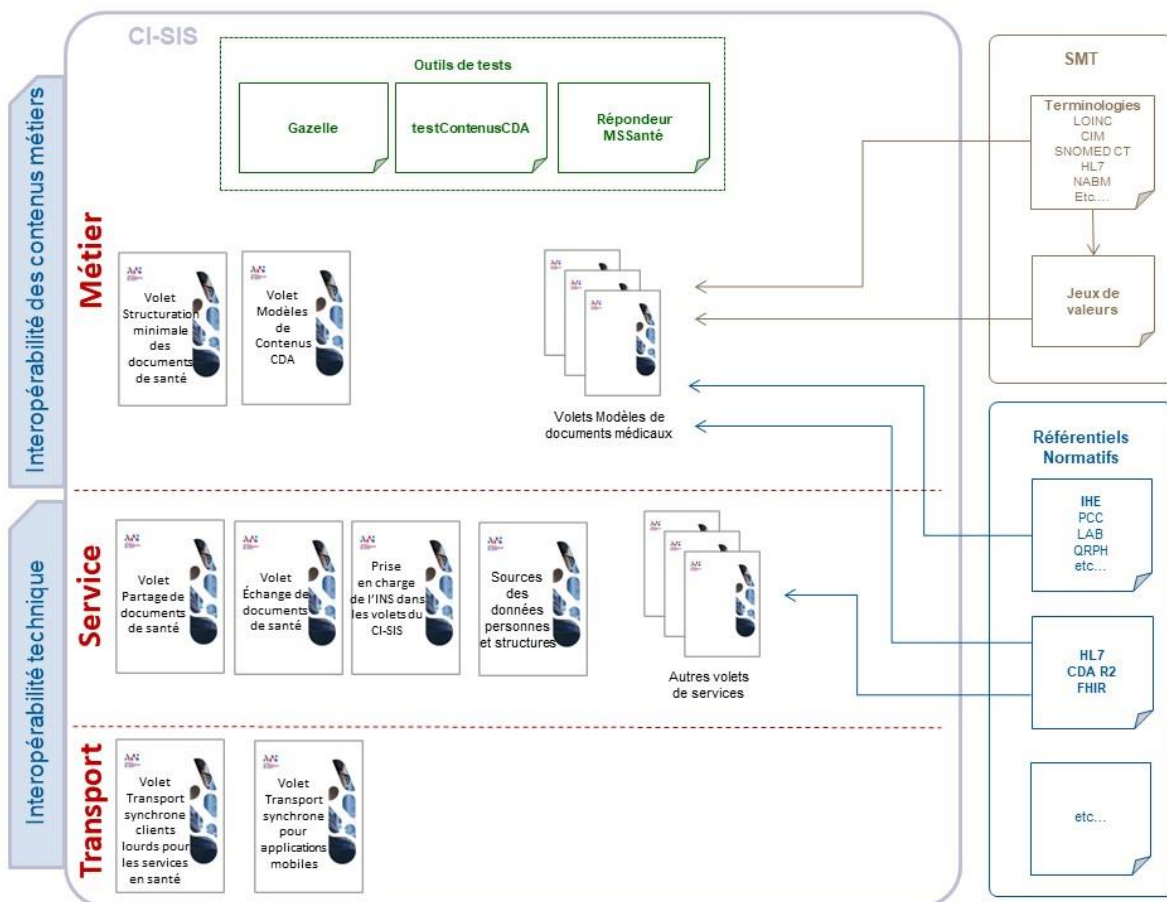 CI-SIS
Outils de tests
Gazelle
testContenusCDA
Répondeur
MSSanté
Interopérabilité des contenus métiers
Métier
Volet
Structuration
minimale
des
documents
de santé
Volet
Modèles
de
Contenus
CDA
Volets Modèles de
documents médicaux
Interopérabilité technique
Service
Volet
Partage de
documents
de santé
Volet
Échange de
documents
de santé
Prise
en charge
de l'INS dans
les volets du
CI-SIS
Sources
des
données
personnes
et structures
Autres volets
de services
Transport
Volet
Transport
synchrone
clients
lourds pour
les services
en santé
Volet
Transport
synchrone
pour
applications
mobiles
SMT
Terminologies
LOINC
CIM
SNOMED CT
HL7
NABM
Etc....
Jeux de
valeurs
Référentiels
Normatifs
IHE
PCC
LAB
QRPH
etc...
HL7
CDA R2
FHIR
etc...